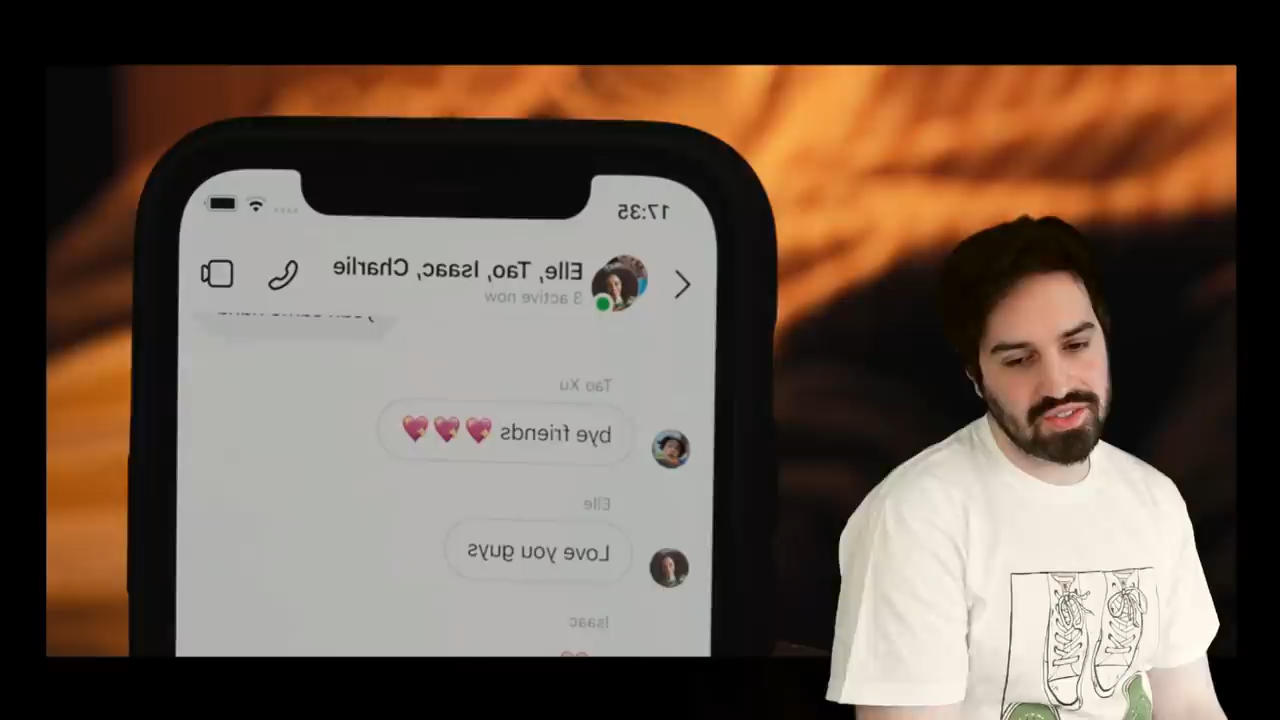 17:35
Elle, Tao, Isaac, Charlie
3 active now
Tao Xu
bye friends 💖💖💖
Elle
Love you guys
Isaac